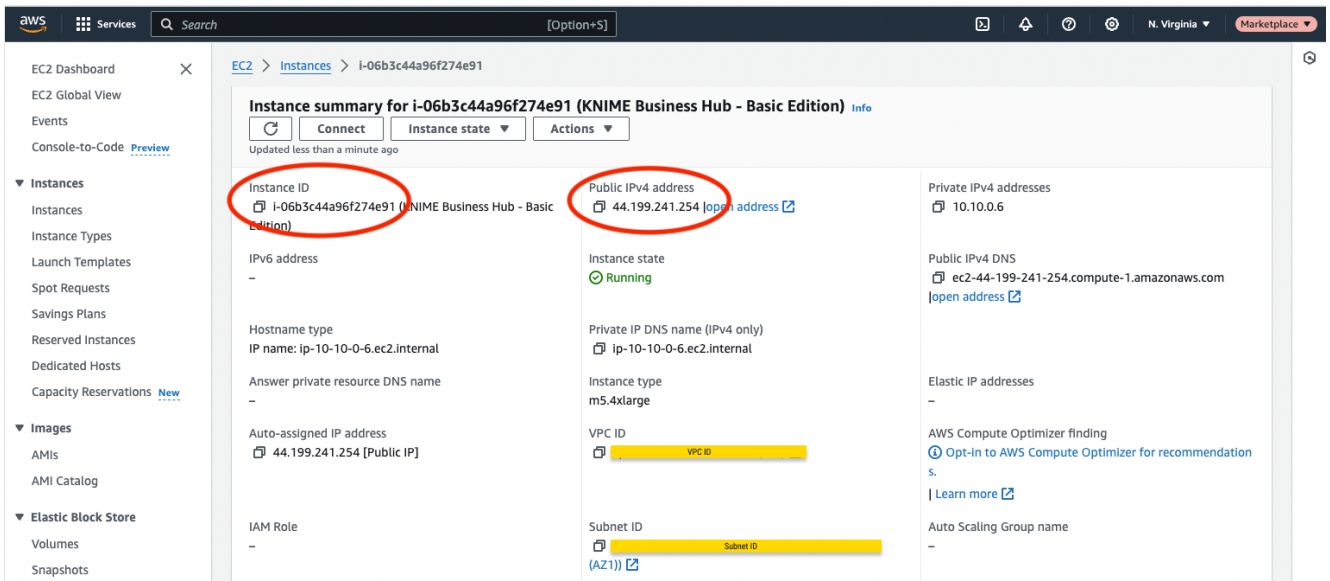 aws
Services
Search
[Option+S]
N. Virginia
Marketplace
EC2 Dashboard
EC2 Global View
Events
Console-to-Code Preview
Instances
Instances
Instance Types
Launch Templates
Spot Requests
Savings Plans
Reserved Instances
Dedicated Hosts
Capacity Reservations New
Images
AMIs
AMI Catalog
Elastic Block Store
Volumes
Snapshots
EC2 > Instances > i-06b3c44a96f274e91
Instance summary for i-06b3c44a96f274e91 (KNIME Business Hub - Basic Edition) Info
Connect
Instance state
Actions
Updated less than a minute ago
Instance ID
i-06b3c44a96f274e91 (KNIME Business Hub - Basic
Edition)
Public IPv4 address
44.199.241.254 |open address
Private IPv4 addresses
10.10.0.6
IPv6 address
–
Instance state
Running
Public IPv4 DNS
ec2-44-199-241-254.compute-1.amazonaws.com
|open address
Hostname type
IP name: ip-10-10-0-6.ec2.internal
Private IP DNS name (IPv4 only)
ip-10-10-0-6.ec2.internal
Answer private resource DNS name
–
Instance type
m5.4xlarge
Elastic IP addresses
–
Auto-assigned IP address
44.199.241.254 [Public IP]
VPC ID
VPC ID
AWS Compute Optimizer finding
Opt-in to AWS Compute Optimizer for recommendation
s.
| Learn more
IAM Role
–
Subnet ID
Subnet ID
(AZ1))
Auto Scaling Group name
–